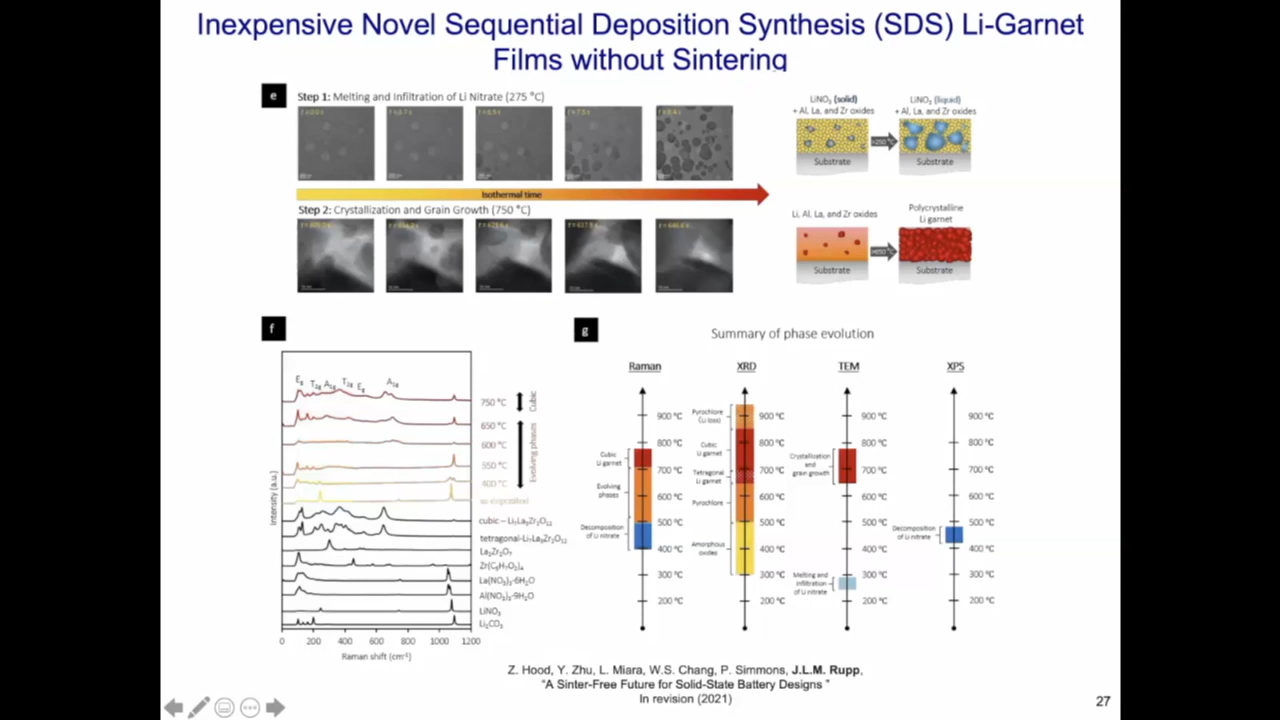 Inexpensive Novel Sequential Deposition Synthesis (SDS) Li-Garnet
Films without Sintering
e
Step 1: Melting and Infiltration of Li Nitrate (275 °C)
LiNO₃ (solid)
+ Al, La, and Zr oxides
LiNO₃ (liquid)
+ Al, La, and Zr oxides
Substrate
Substrate
Isothermal time
Step 2: Crystallization and Grain Growth (750 °C)
Li, Al, La, and Zr oxides
Polycrystalline
Li garnet
Substrate
Substrate
f
E_g T_2g A_1g T_2g E_g A_1g
750 °C
650 °C
600 °C
550 °C
400 °C
as-deposited
Cubic
Evolving phases
cubic – Li₇La₃Zr₂O₁₂
tetragonal-Li₇La₃Zr₂O₁₂
La₂Zr₂O₇
Zr(C₅H₇O₂)₄
La(NO₃)₃·6H₂O
Al(NO₃)₃·9H₂O
LiNO₃
Li₂CO₃
Intensity (a.u.)
0 200 400 600 800 1000 1200
Raman shift (cm⁻¹)
g
Summary of phase evolution
Raman
900 °C
800 °C
700 °C
600 °C
500 °C
400 °C
300 °C
200 °C
Cubic
Li garnet
Evolving
phases
Decomposition
of Li nitrate
XRD
900 °C
800 °C
700 °C
600 °C
500 °C
400 °C
300 °C
200 °C
Pyrochlore
(Li loss)
Cubic
Li garnet
Tetragonal
Li garnet
Pyrochlore
Amorphous
oxides
TEM
900 °C
800 °C
700 °C
600 °C
500 °C
400 °C
300 °C
200 °C
Crystallization
and
grain growth
Melting and
infiltration
of Li nitrate
XPS
900 °C
800 °C
700 °C
600 °C
500 °C
400 °C
300 °C
200 °C
Decomposition
of Li nitrate
Z. Hood, Y. Zhu, L. Miara, W.S. Chang, P. Simmons, J.L.M. Rupp,
“A Sinter-Free Future for Solid-State Battery Designs ”
In revision (2021)
27